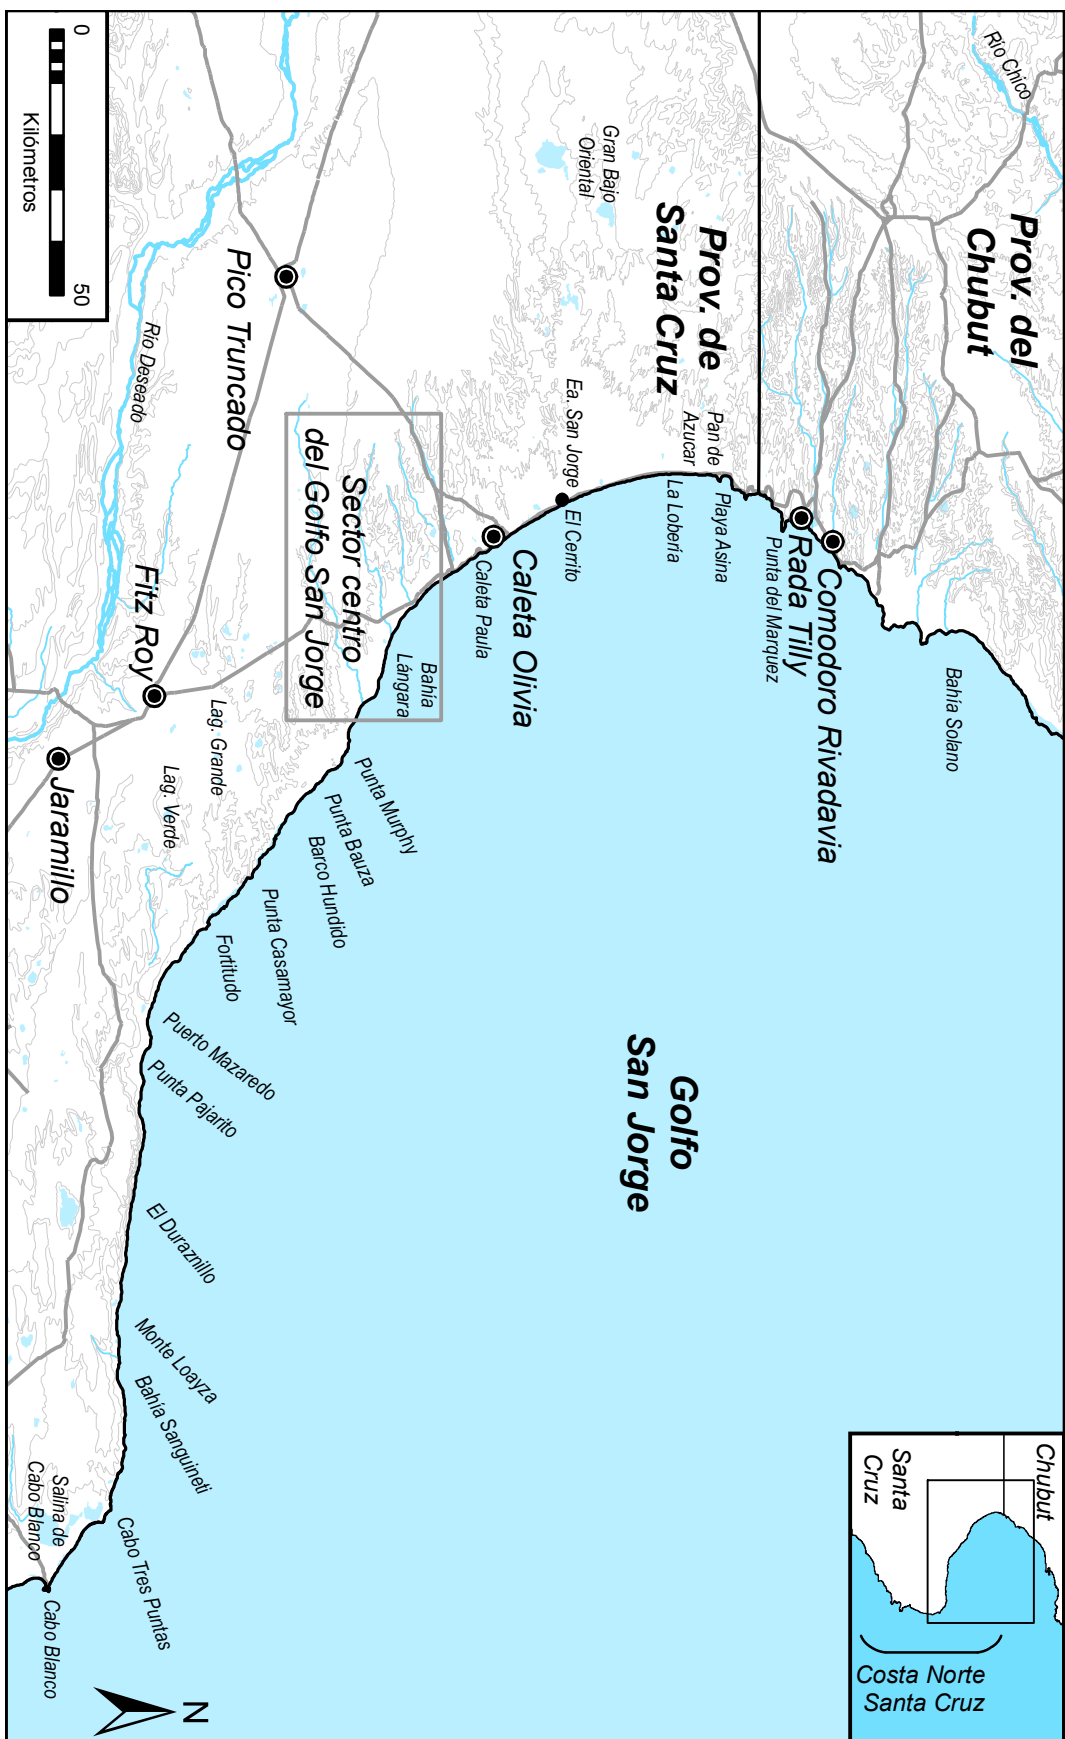 Río Chico
Prov. del
Chubut
Bahía Solano
Comodoro Rivadavia
Rada Tilly
Punta del Marquez
Prov. de
Santa Cruz
Pan de
Azucar
Playa Asina
La Lobería
Gran Bajo
Oriental
Ea. San Jorge
El Cerrito
Caleta Olivia
Caleta Paula
Bahía
Lángara
Sector centro
del Golfo San Jorge
Pico Truncado
Río Deseado
Fitz Roy
Jaramillo
Lag. Grande
Lag. Verde
Punta Murphy
Punta Bauza
Barco Hundido
Punta Casamayor
Fortitudo
Puerto Mazaredo
Punta Pajarito
El Duraznillo
Monte Loayza
Bahía Sanguineti
Cabo Tres Puntas
Salina de
Cabo Blanco
Cabo Blanco
Golfo
San Jorge
0
50
Kilómetros
Chubut
Santa
Cruz
Costa Norte
Santa Cruz
N